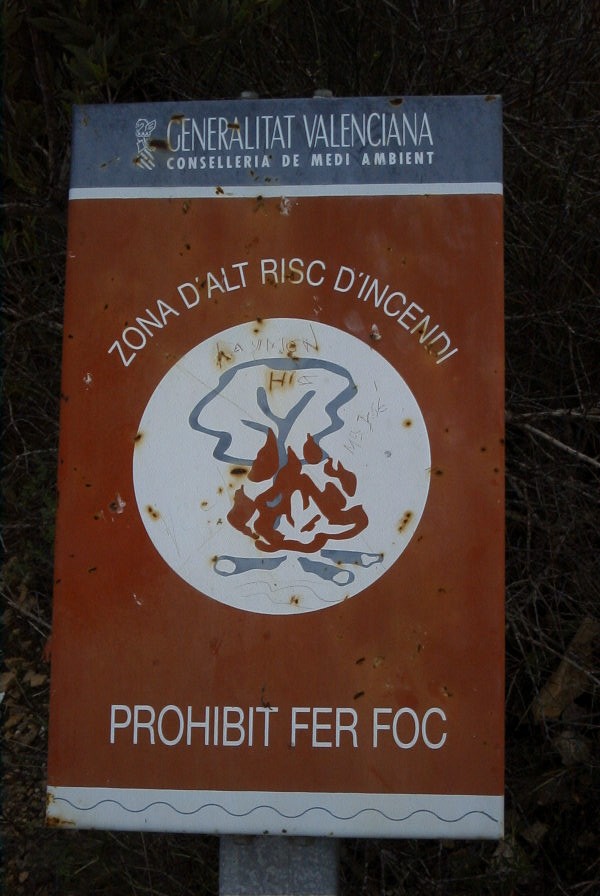 GENERALITAT VALENCIANA
CONSELLERIA DE MEDI AMBIENT
ZONA D'ALT RISC D'INCENDI
PROHIBIT FER FOC